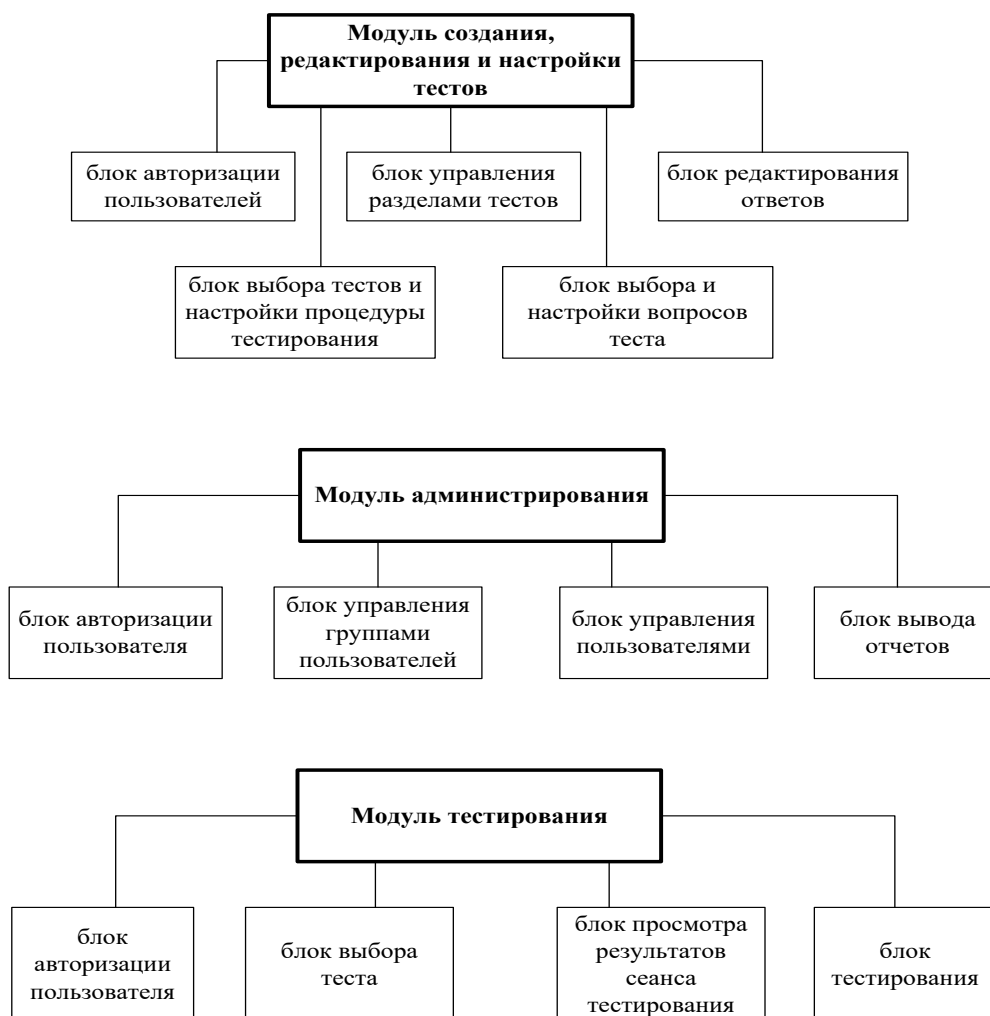 Модуль создания,
редактирования и настройки
тестов
блок авторизации
пользователей
блок управления
разделами тестов
блок редактирования
ответов
блок выбора тестов и
настройки процедуры
тестирования
блок выбора и
настройки вопросов
теста
Модуль администрирования
блок авторизации
пользователя
блок управления
группами
пользователей
блок управления
пользователями
блок вывода
отчетов
Модуль тестирования
блок
авторизации
пользователя
блок выбора
теста
блок просмотра
результатов
сеанса
тестирования
блок
тестирования